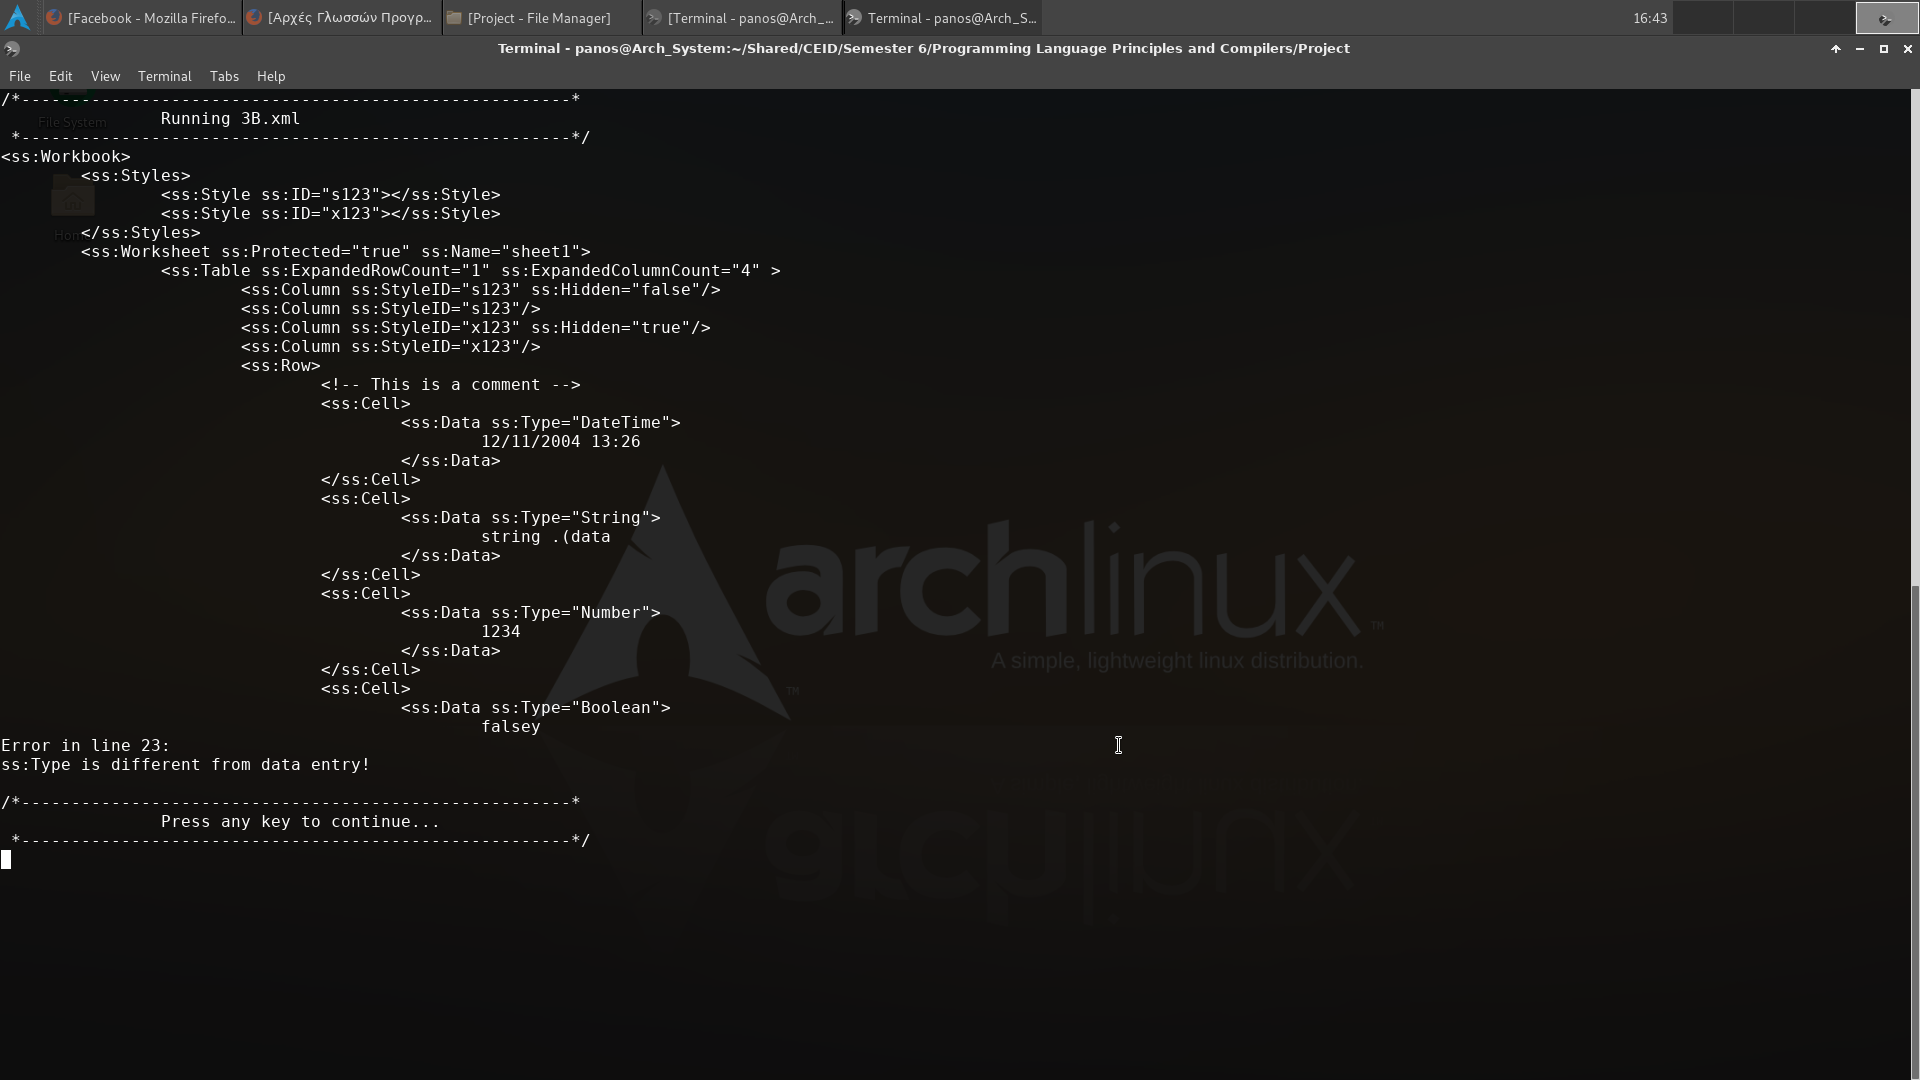 [Facebook - Mozilla Firefo... [Αρχές Γλωσσών Προγρ... [Project - File Manager] [Terminal - panos@Arch_... Terminal - panos@Arch_S... 16:43
Terminal - panos@Arch_System:~/Shared/CEID/Semester 6/Programming Language Principles and Compilers/Project
File Edit View Terminal Tabs Help
/*-------------------------------------------------------*
File System
Running 3B.xml
*-------------------------------------------------------*/
<ss:Workbook>
<ss:Styles>
<ss:Style ss:ID="s123"></ss:Style>
<ss:Style ss:ID="x123"></ss:Style>
Home
</ss:Styles>
<ss:Worksheet ss:Protected="true" ss:Name="sheet1">
<ss:Table ss:ExpandedRowCount="1" ss:ExpandedColumnCount="4" >
<ss:Column ss:StyleID="s123" ss:Hidden="false"/>
<ss:Column ss:StyleID="s123"/>
<ss:Column ss:StyleID="x123" ss:Hidden="true"/>
<ss:Column ss:StyleID="x123"/>
<ss:Row>
<!-- This is a comment -->
<ss:Cell>
<ss:Data ss:Type="DateTime">
12/11/2004 13:26
</ss:Data>
</ss:Cell>
<ss:Cell>
<ss:Data ss:Type="String">
string .(data
</ss:Data>
</ss:Cell>
<ss:Cell>
<ss:Data ss:Type="Number">
1234
</ss:Data>
</ss:Cell>
<ss:Cell>
<ss:Data ss:Type="Boolean">
falsey
Error in line 23:
ss:Type is different from data entry!
/*-------------------------------------------------------*
Press any key to continue...
*-------------------------------------------------------*/
archlinux™
A simple, lightweight linux distribution.
™